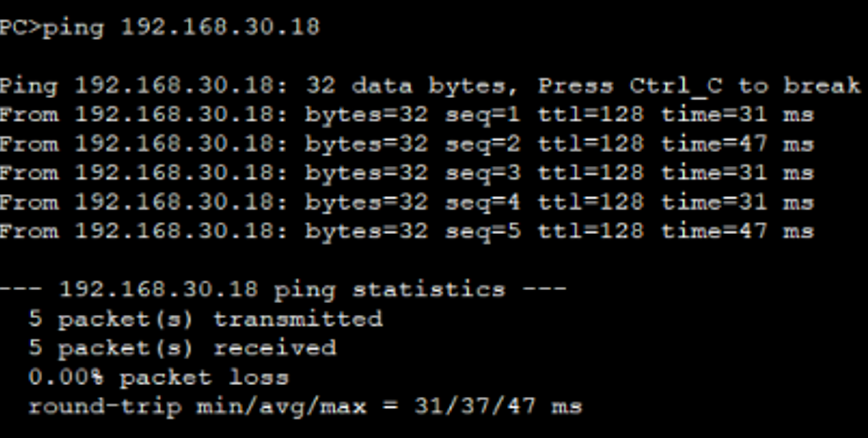 PC>ping 192.168.30.18
Ping 192.168.30.18: 32 data bytes, Press Ctrl_C to break
From 192.168.30.18: bytes=32 seq=1 ttl=128 time=31 ms
From 192.168.30.18: bytes=32 seq=2 ttl=128 time=47 ms
From 192.168.30.18: bytes=32 seq=3 ttl=128 time=31 ms
From 192.168.30.18: bytes=32 seq=4 ttl=128 time=31 ms
From 192.168.30.18: bytes=32 seq=5 ttl=128 time=47 ms
--- 192.168.30.18 ping statistics ---
5 packet(s) transmitted
5 packet(s) received
0.00% packet loss
round-trip min/avg/max = 31/37/47 ms